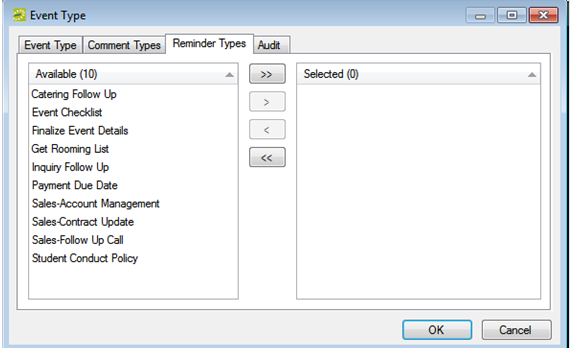 Event Type
Event Type Comment Types Reminder Types Audit
Available (10) >> Selected (0)
Catering Follow Up
>
Event Checklist
Finalize Event Details
<
Get Rooming List
<<
Inquiry Follow Up
Payment Due Date
Sales-Account Management
Sales-Contract Update
Sales-Follow Up Call
Student Conduct Policy
OK Cancel